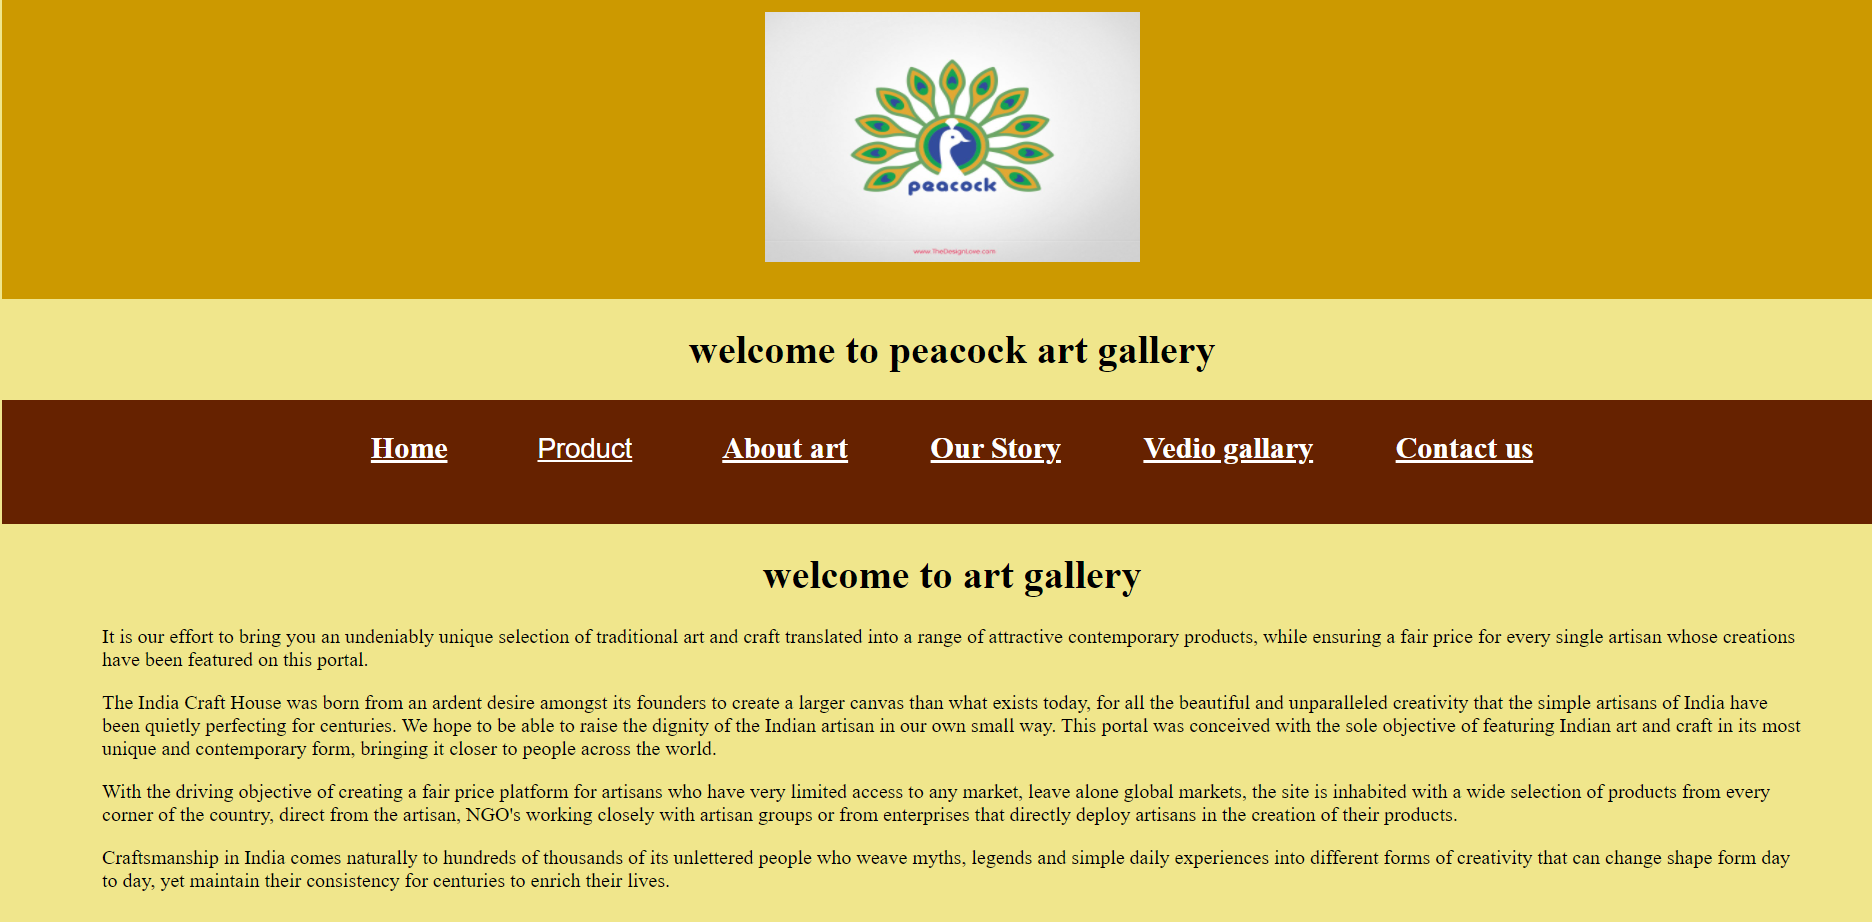 peacock
www.TheDesignLove.com
welcome to peacock art gallery
Home Product About art Our Story Vedio gallary Contact us
welcome to art gallery
It is our effort to bring you an undeniably unique selection of traditional art and craft translated into a range of attractive contemporary products, while ensuring a fair price for every single artisan whose creations
have been featured on this portal.
The India Craft House was born from an ardent desire amongst its founders to create a larger canvas than what exists today, for all the beautiful and unparalleled creativity that the simple artisans of India have
been quietly perfecting for centuries. We hope to be able to raise the dignity of the Indian artisan in our own small way. This portal was conceived with the sole objective of featuring Indian art and craft in its most
unique and contemporary form, bringing it closer to people across the world.
With the driving objective of creating a fair price platform for artisans who have very limited access to any market, leave alone global markets, the site is inhabited with a wide selection of products from every
corner of the country, direct from the artisan, NGO's working closely with artisan groups or from enterprises that directly deploy artisans in the creation of their products.
Craftsmanship in India comes naturally to hundreds of thousands of its unlettered people who weave myths, legends and simple daily experiences into different forms of creativity that can change shape form day
to day, yet maintain their consistency for centuries to enrich their lives.